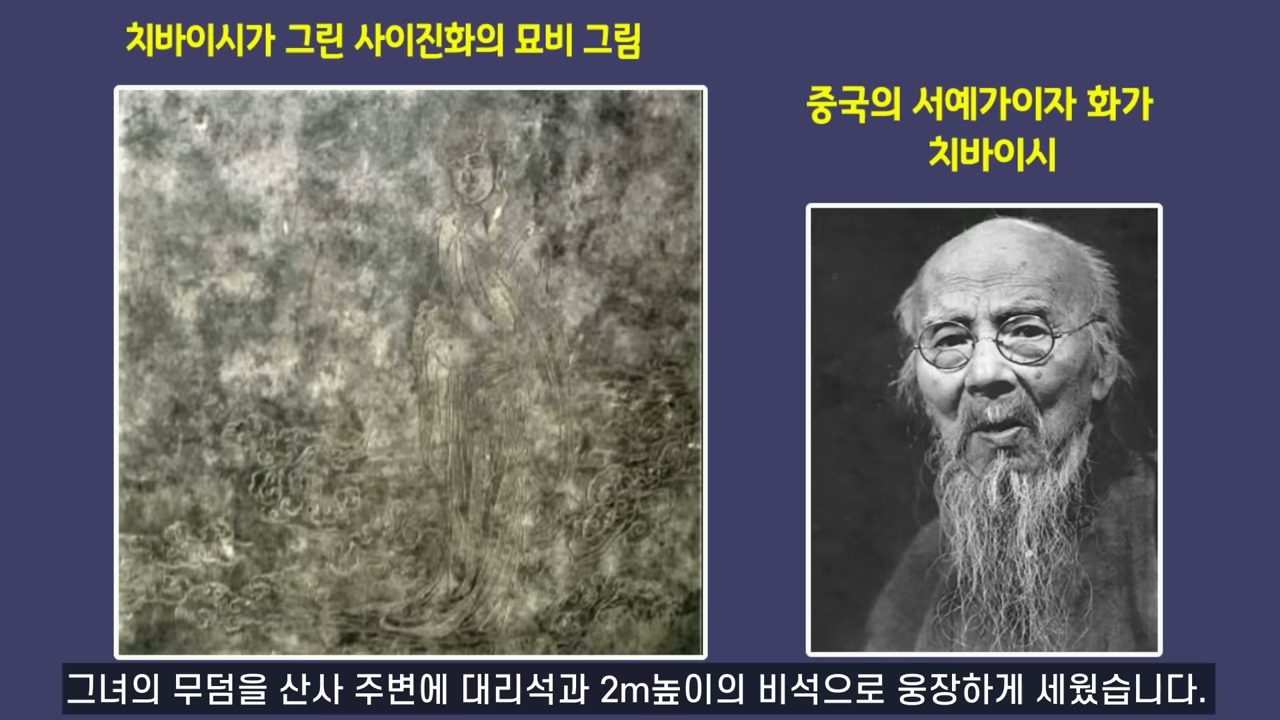 치바이시가 그린 사이진화의 묘비 그림
중국의 서예가이자 화가
치바이시
그녀의 무덤을 산사 주변에 대리석과 2m높이의 비석으로 웅장하게 세웠습니다.